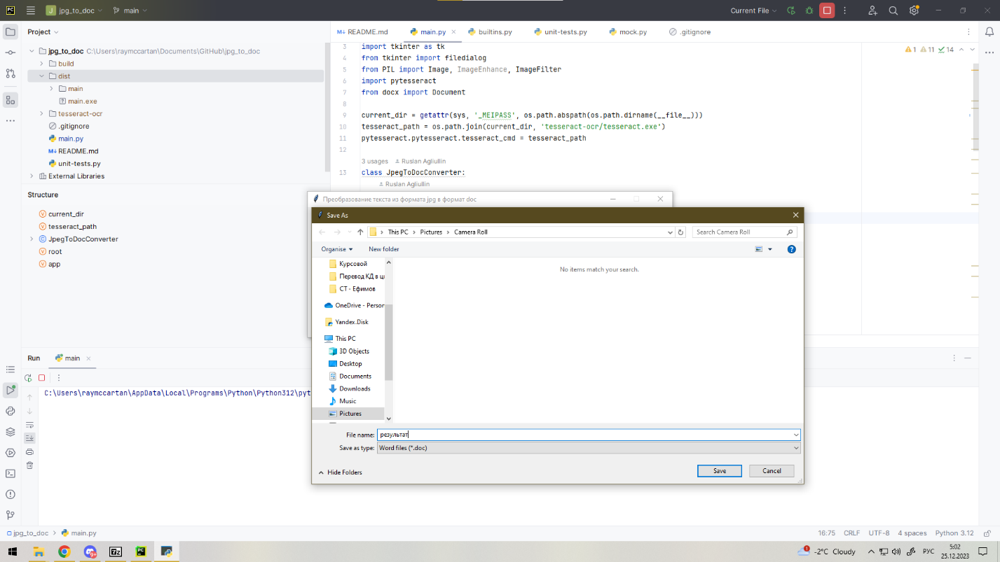 PC
J jpg_to_doc
main
Current File
Project
jpg_to_doc C:\Users\raymccartan\Documents\GitHub\jpg_to_doc
build
dist
main
main.exe
tesseract-ocr
.gitignore
main.py
M↓ README.md
unit-tests.py
External Libraries
Structure
current_dir
tesseract_path
JpegToDocConverter
root
app
M↓ README.md
main.py
builtins.py
unit-tests.py
mock.py
.gitignore
1 11 14
3 import tkinter as tk
4 from tkinter import filedialog
5 from PIL import Image, ImageEnhance, ImageFilter
6 import pytesseract
7 from docx import Document
8
9 current_dir = getattr(sys, '_MEIPASS', os.path.abspath(os.path.dirname(__file__)))
10 tesseract_path = os.path.join(current_dir, 'tesseract-ocr/tesseract.exe')
11 pytesseract.pytesseract.tesseract_cmd = tesseract_path
12
3 usages Ruslan Agliullin
13 class JpegToDocConverter:
Ruslan Agliullin
Преобразование текста из формата jpg в формат doc
Save As
This PC
Pictures
Camera Roll
Search Camera Roll
Organise
New folder
?
Курсовой
Перевод КД в ци
СТ - Ефимов
OneDrive - Person
Yandex.Disk
This PC
3D Objects
Desktop
Documents
Downloads
Music
Pictures
No items match your search.
File name: результат
Save as type: Word files (*.doc)
Hide Folders
Save
Cancel
Run
main
C:\Users\raymccartan\AppData\Local\Programs\Python\Python312\pyt
jpg_to_doc
main.py
16:75 CRLF UTF-8 4 spaces Python 3.12
9+
7z
PC
1
-2°C Cloudy
РУС
5:02
25.12.2023